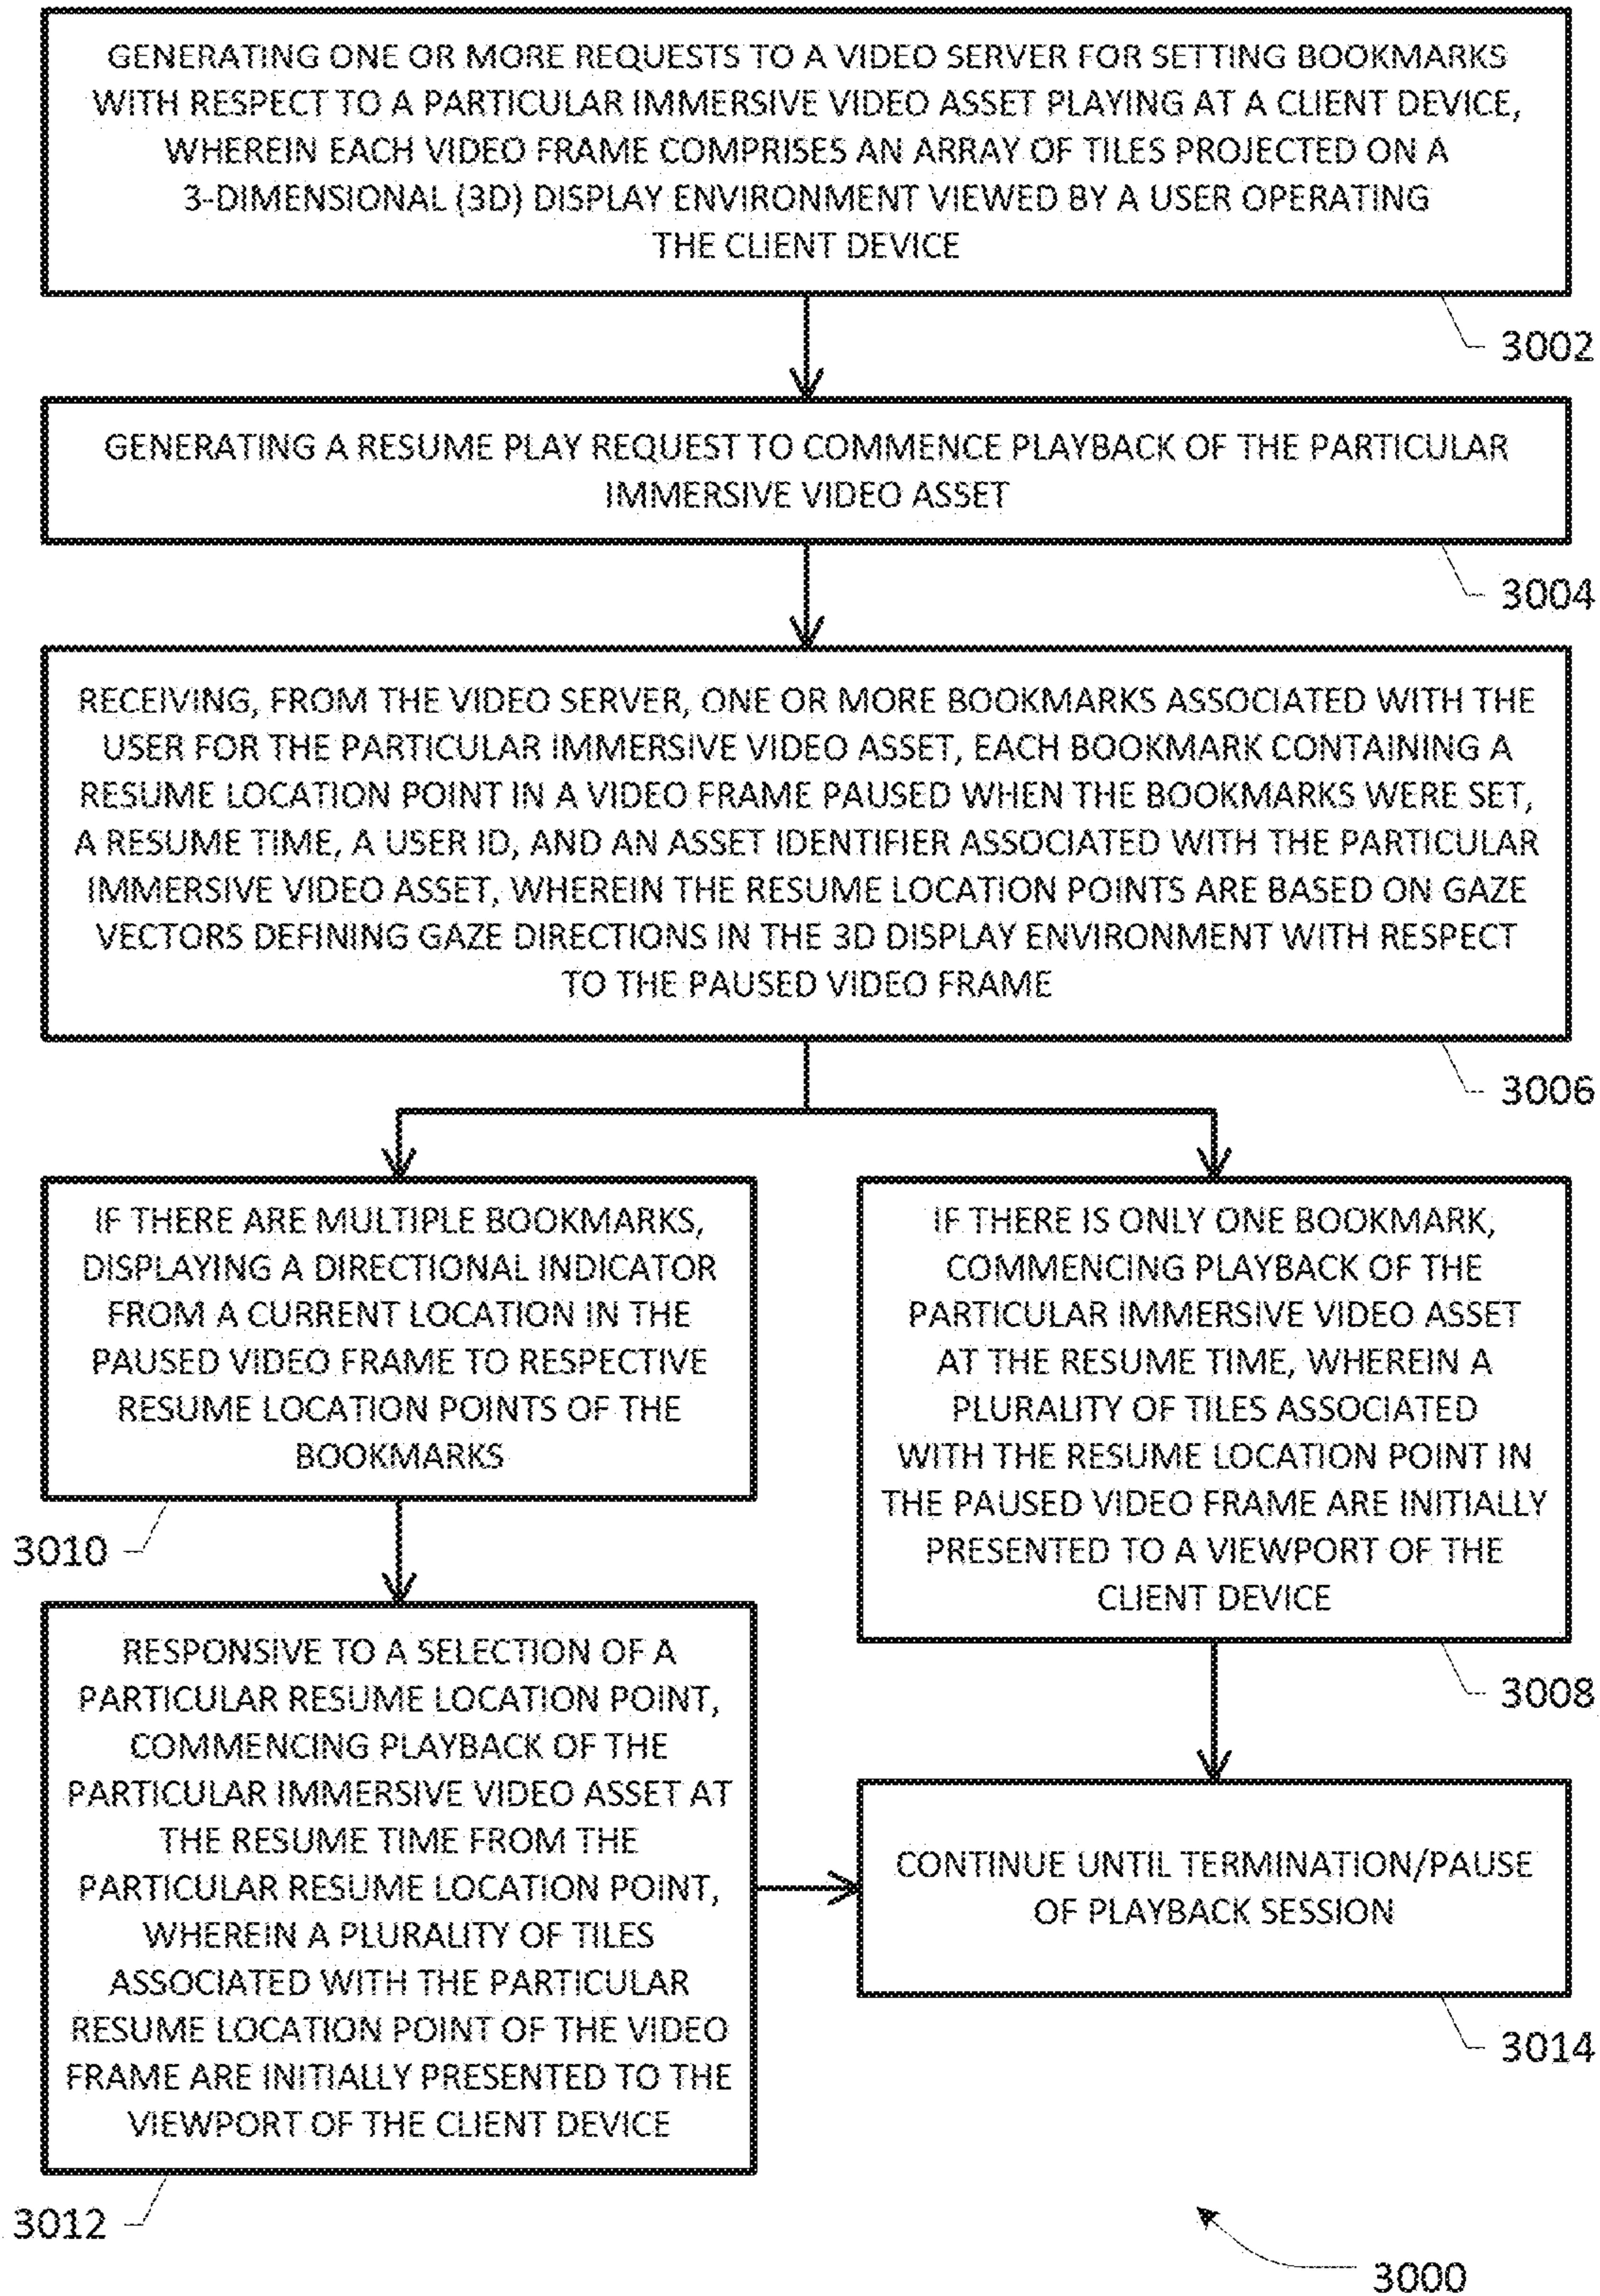 GENERATING ONE OR MORE REQUESTS TO A VIDEO SERVER FOR SETTING BOOKMARKS
WITH RESPECT TO A PARTICULAR IMMERSIVE VIDEO ASSET PLAYING AT A CLIENT DEVICE,
WHEREIN EACH VIDEO FRAME COMPRISES AN ARRAY OF TILES PROJECTED ON A
3-DIMENSIONAL (3D) DISPLAY ENVIRONMENT VIEWED BY A USER OPERATING
THE CLIENT DEVICE
3002
GENERATING A RESUME PLAY REQUEST TO COMMENCE PLAYBACK OF THE PARTICULAR
IMMERSIVE VIDEO ASSET
3004
RECEIVING, FROM THE VIDEO SERVER, ONE OR MORE BOOKMARKS ASSOCIATED WITH THE
USER FOR THE PARTICULAR IMMERSIVE VIDEO ASSET, EACH BOOKMARK CONTAINING A
RESUME LOCATION POINT IN A VIDEO FRAME PAUSED WHEN THE BOOKMARKS WERE SET,
A RESUME TIME, A USER ID, AND AN ASSET IDENTIFIER ASSOCIATED WITH THE PARTICULAR
IMMERSIVE VIDEO ASSET, WHEREIN THE RESUME LOCATION POINTS ARE BASED ON GAZE
VECTORS DEFINING GAZE DIRECTIONS IN THE 3D DISPLAY ENVIRONMENT WITH RESPECT
TO THE PAUSED VIDEO FRAME
3006
IF THERE ARE MULTIPLE BOOKMARKS,
DISPLAYING A DIRECTIONAL INDICATOR
FROM A CURRENT LOCATION IN THE
PAUSED VIDEO FRAME TO RESPECTIVE
RESUME LOCATION POINTS OF THE
BOOKMARKS
3010
IF THERE IS ONLY ONE BOOKMARK,
COMMENCING PLAYBACK OF THE
PARTICULAR IMMERSIVE VIDEO ASSET
AT THE RESUME TIME, WHEREIN A
PLURALITY OF TILES ASSOCIATED
WITH THE RESUME LOCATION POINT IN
THE PAUSED VIDEO FRAME ARE INITIALLY
PRESENTED TO A VIEWPORT OF THE
CLIENT DEVICE
3008
RESPONSIVE TO A SELECTION OF A
PARTICULAR RESUME LOCATION POINT,
COMMENCING PLAYBACK OF THE
PARTICULAR IMMERSIVE VIDEO ASSET AT
THE RESUME TIME FROM THE
PARTICULAR RESUME LOCATION POINT,
WHEREIN A PLURALITY OF TILES
ASSOCIATED WITH THE PARTICULAR
RESUME LOCATION POINT OF THE VIDEO
FRAME ARE INITIALLY PRESENTED TO THE
VIEWPORT OF THE CLIENT DEVICE
3012
CONTINUE UNTIL TERMINATION/PAUSE
OF PLAYBACK SESSION
3014
3000